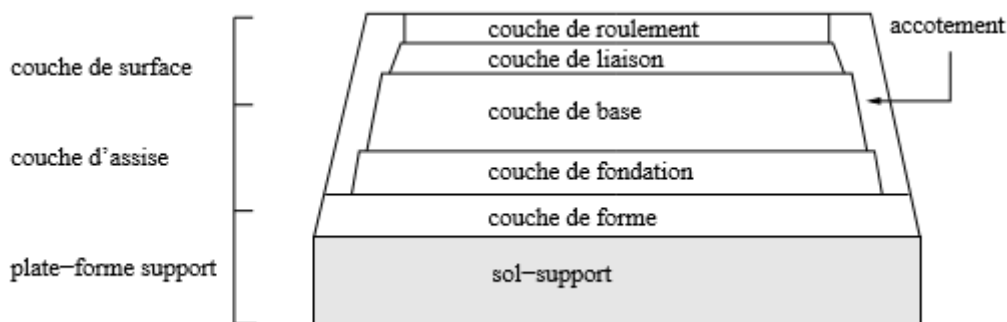 couche de roulement
accotement
couche de liaison
couche de surface
couche de base
couche d'assise
couche de fondation
couche de forme
plate-forme support
sol-support